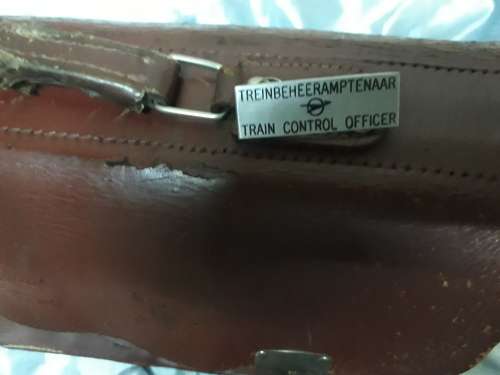 TREINBEHEERAMPTENAAR
TRAIN CONTROL OFFICER